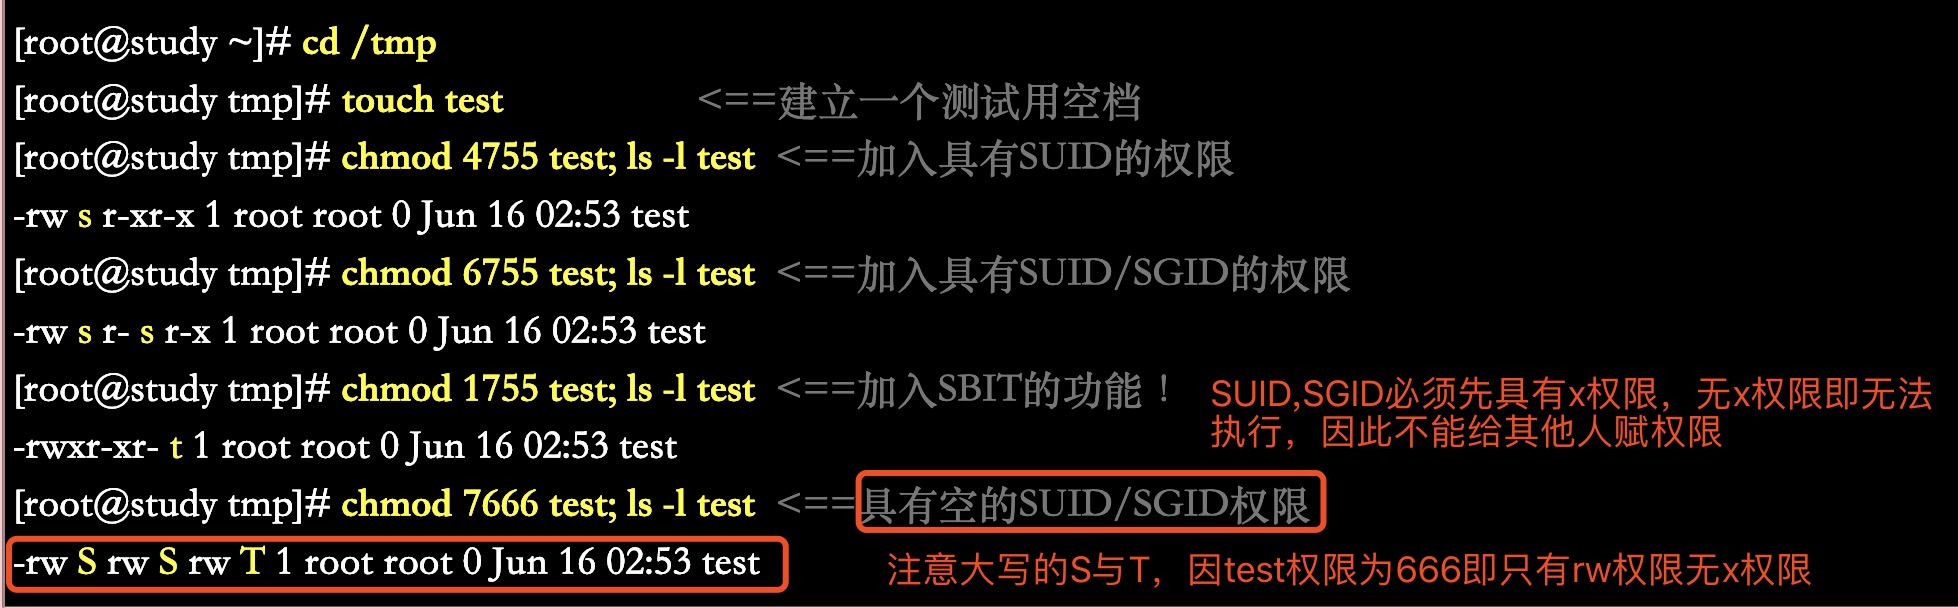 [root@study ~]# cd /tmp
[root@study tmp]# touch test <==建立一个测试用空档
[root@study tmp]# chmod 4755 test; ls -l test <==加入具有SUID的权限
-rw s r-xr-x 1 root root 0 Jun 16 02:53 test
[root@study tmp]# chmod 6755 test; ls -l test <==加入具有SUID/SGID的权限
-rw s r- s r-x 1 root root 0 Jun 16 02:53 test
[root@study tmp]# chmod 1755 test; ls -l test <==加入SBIT的功能！
SUID,SGID必须先具有x权限，无x权限即无法
执行，因此不能给其他人赋权限
-rwxr-xr- t 1 root root 0 Jun 16 02:53 test
[root@study tmp]# chmod 7666 test; ls -l test <==具有空的SUID/SGID权限
-rw S rw S rw T 1 root root 0 Jun 16 02:53 test
注意大写的S与T，因test权限为666即只有rw权限无x权限